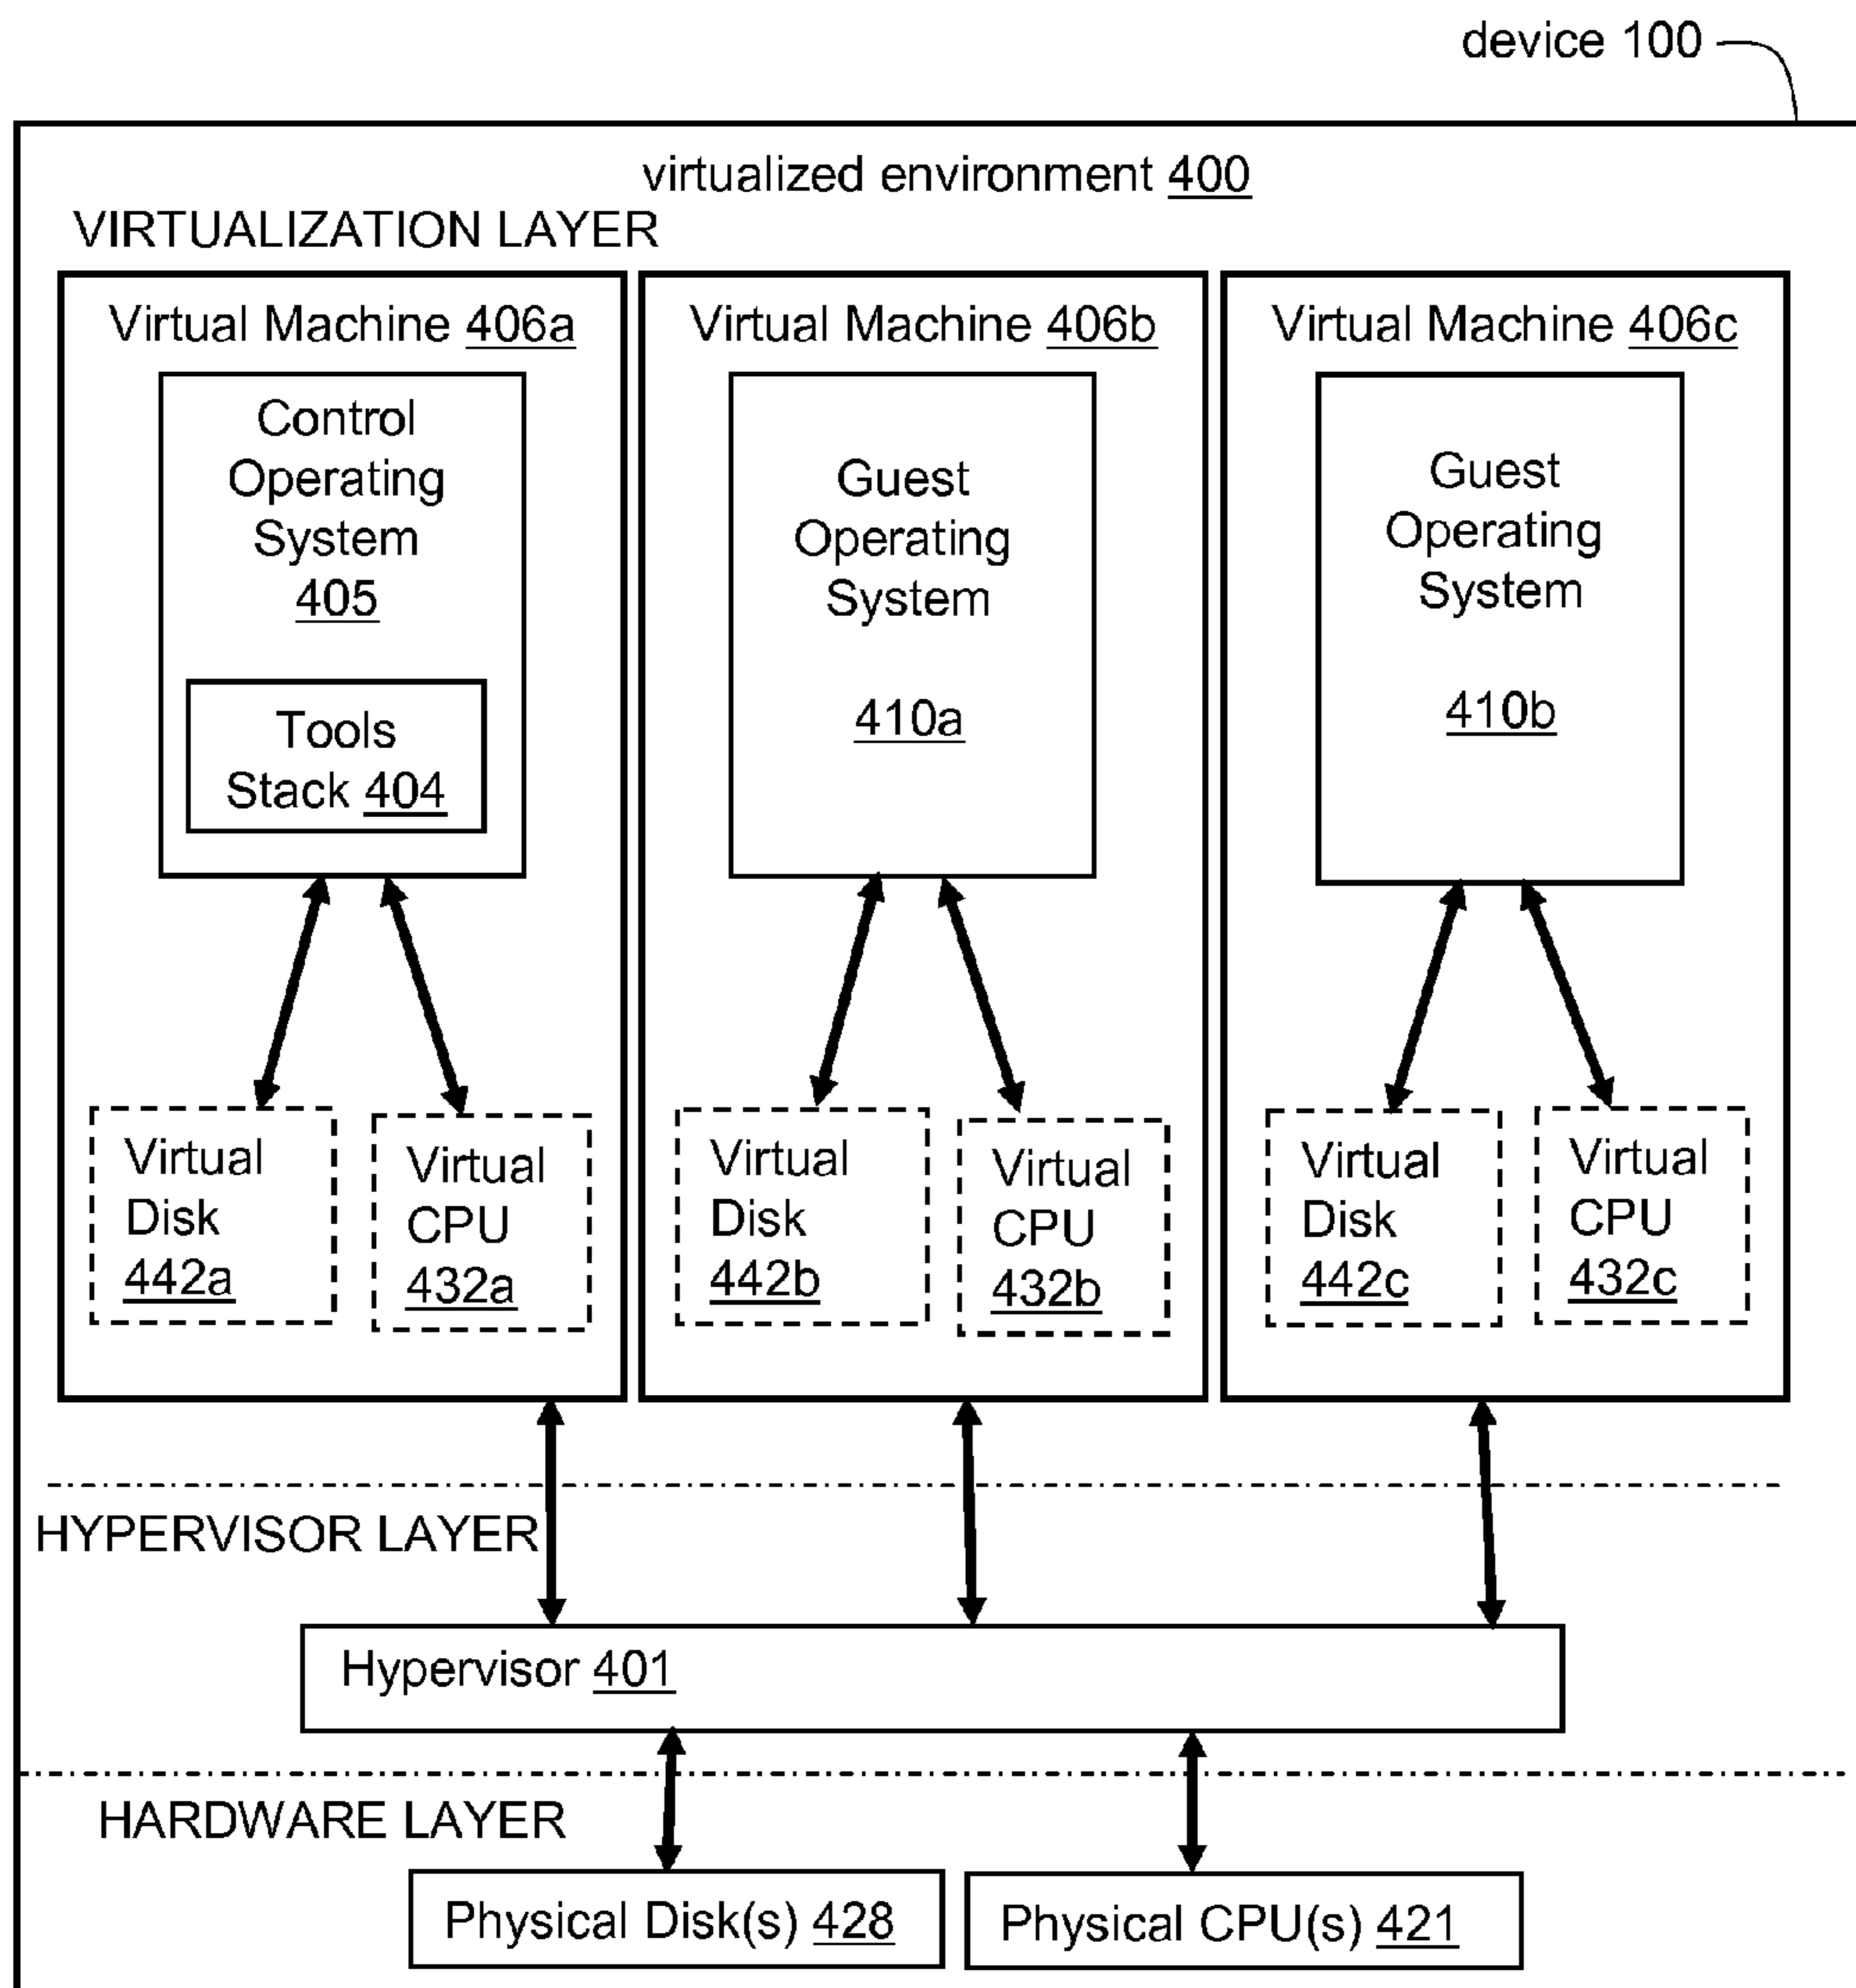 device 100
virtualized environment 400
VIRTUALIZATION LAYER
Virtual Machine 406a
Control
Operating
System
405
Tools
Stack 404
Virtual
Disk
442a
Virtual
CPU
432a
Virtual Machine 406b
Guest
Operating
System
410a
Virtual
Disk
442b
Virtual
CPU
432b
Virtual Machine 406c
Guest
Operating
System
410b
Virtual
Disk
442c
Virtual
CPU
432c
HYPERVISOR LAYER
Hypervisor 401
HARDWARE LAYER
Physical Disk(s) 428
Physical CPU(s) 421